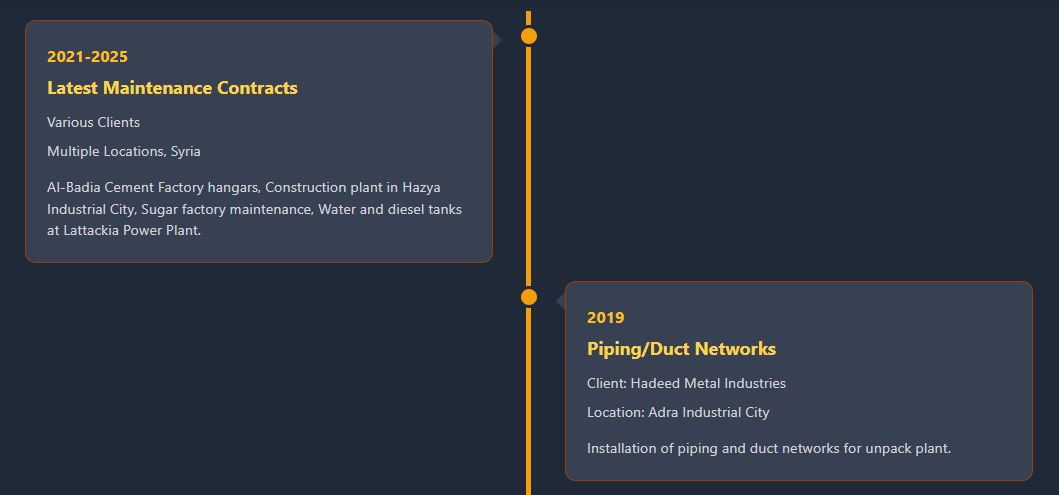 2021-2025
Latest Maintenance Contracts
Various Clients
Multiple Locations, Syria
Al-Badia Cement Factory hangars, Construction plant in Hazya
Industrial City, Sugar factory maintenance, Water and diesel tanks
at Lattackia Power Plant.
2019
Piping/Duct Networks
Client: Hadeed Metal Industries
Location: Adra Industrial City
Installation of piping and duct networks for unpack plant.